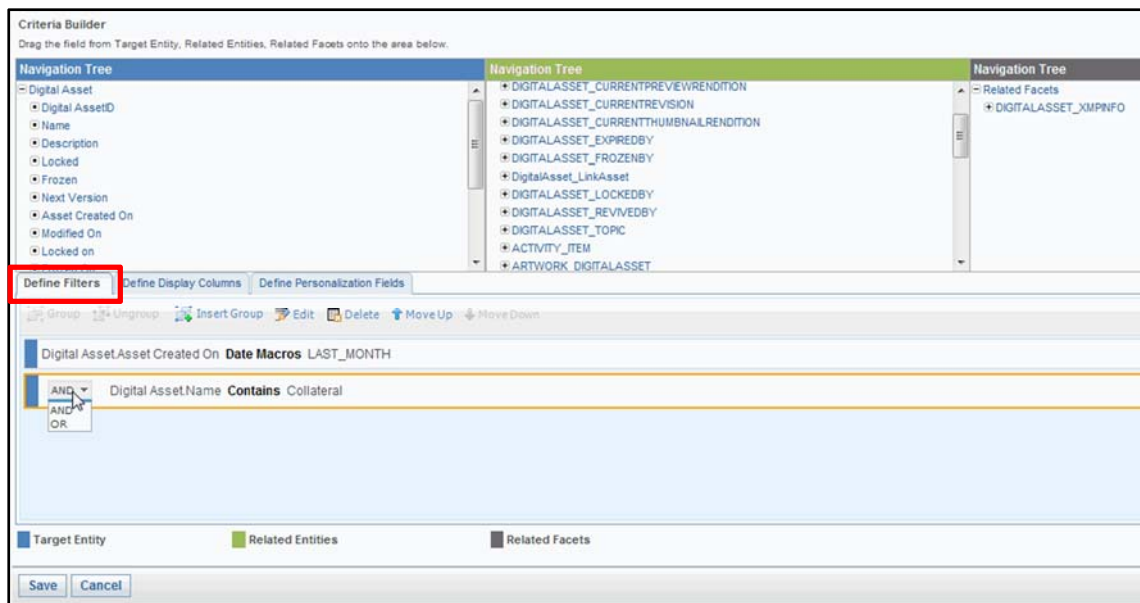 Criteria Builder
Drag the field from Target Entity, Related Entities, Related Facets onto the area below.
Navigation Tree
Digital Asset
Digital AssetID
Name
Description
Locked
Frozen
Next Version
Asset Created On
Modified On
Locked on
Navigation Tree
DIGITALASSET_CURRENTPREVIEWRENDITION
DIGITALASSET_CURRENTREVISION
DIGITALASSET_CURRENTTHUMBNAILRENDITION
DIGITALASSET_EXPIREDBY
DIGITALASSET_FROZENBY
DigitalAsset_LinkAsset
DIGITALASSET_LOCKEDBY
DIGITALASSET_REVIVEDBY
DIGITALASSET_TOPIC
ACTIVITY_ITEM
ARTWORK_DIGITALASSET
Navigation Tree
Related Facets
DIGITALASSET_XMPINFO
Define Filters Define Display Columns Define Personalization Fields
Group Ungroup Insert Group Edit Delete Move Up Move Down
Digital Asset.Asset Created On Date Macros LAST_MONTH
AND Digital Asset.Name Contains Collateral
AND
OR
Target Entity Related Entities Related Facets
Save Cancel